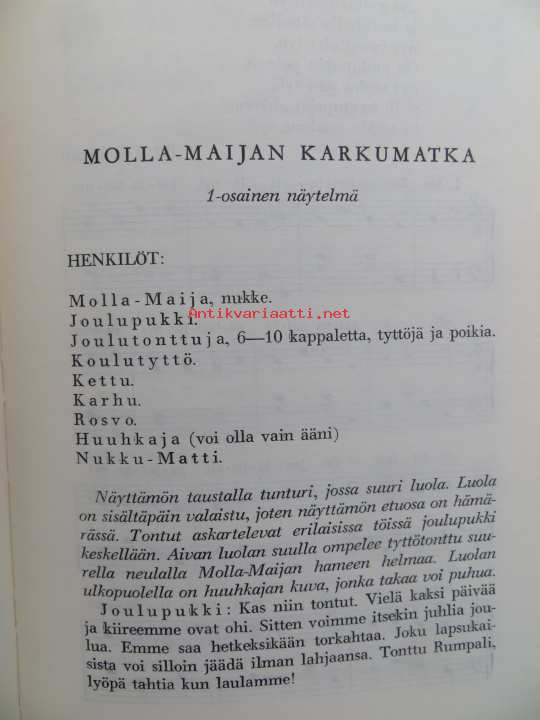 MOLLA-MAIJAN KARKUMATKA
1-osainen näytelmä
HENKILÖT:
Molla-Maija, nukke.
Antikvariaatti.net
Joulupukki.
Joulutonttuja, 6—10 kappaletta, tyttöjä ja poikia.
Koulutyttö.
Kettu.
Karhu.
Rosvo.
Huuhkaja (voi olla vain ääni)
Nukku-Matti.
Näyttämön taustalla tunturi, jossa suuri luola. Luola
on sisältäpäin valaistu, joten näyttämön etuosa on hämä-
rässä. Tontut askartelevat erilaisissa töissä joulupukki
keskellään. Aivan luolan suulla ompelee tyttötonttu suu-
rella neulalla Molla-Maijan hameen helmaa. Luolan
ulkopuolella on huuhkajan kuva, jonka takaa voi puhua.
Joulupukki: Kas niin tontut. Vielä kaksi päivää
ja kiireemme ovat ohi. Sitten voimme itsekin juhlia jou-
lua. Emme saa hetkeksikään torkahtaa. Joku lapsukai-
sista voi silloin jäädä ilman lahjaansa. Tonttu Rumpali,
lyöpä tahtia kun laulamme!